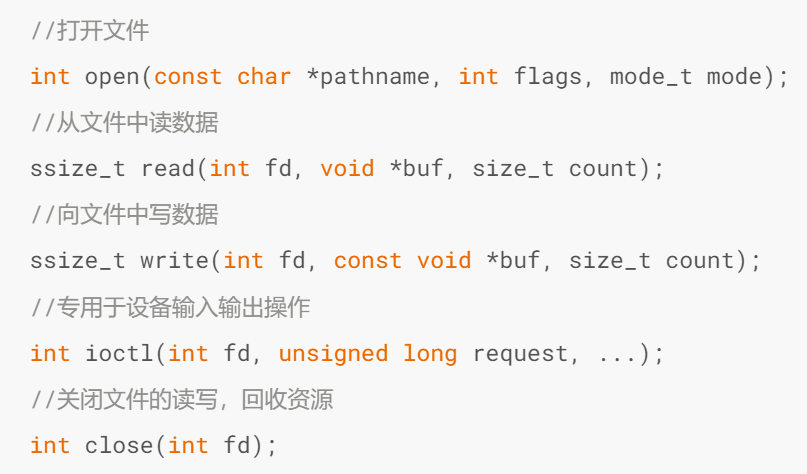 //打开文件
int open(const char *pathname, int flags, mode_t mode);
//从文件中读数据
ssize_t read(int fd, void *buf, size_t count);
//向文件中写数据
ssize_t write(int fd, const void *buf, size_t count);
//专用于设备输入输出操作
int ioctl(int fd, unsigned long request, ...);
//关闭文件的读写，回收资源
int close(int fd);